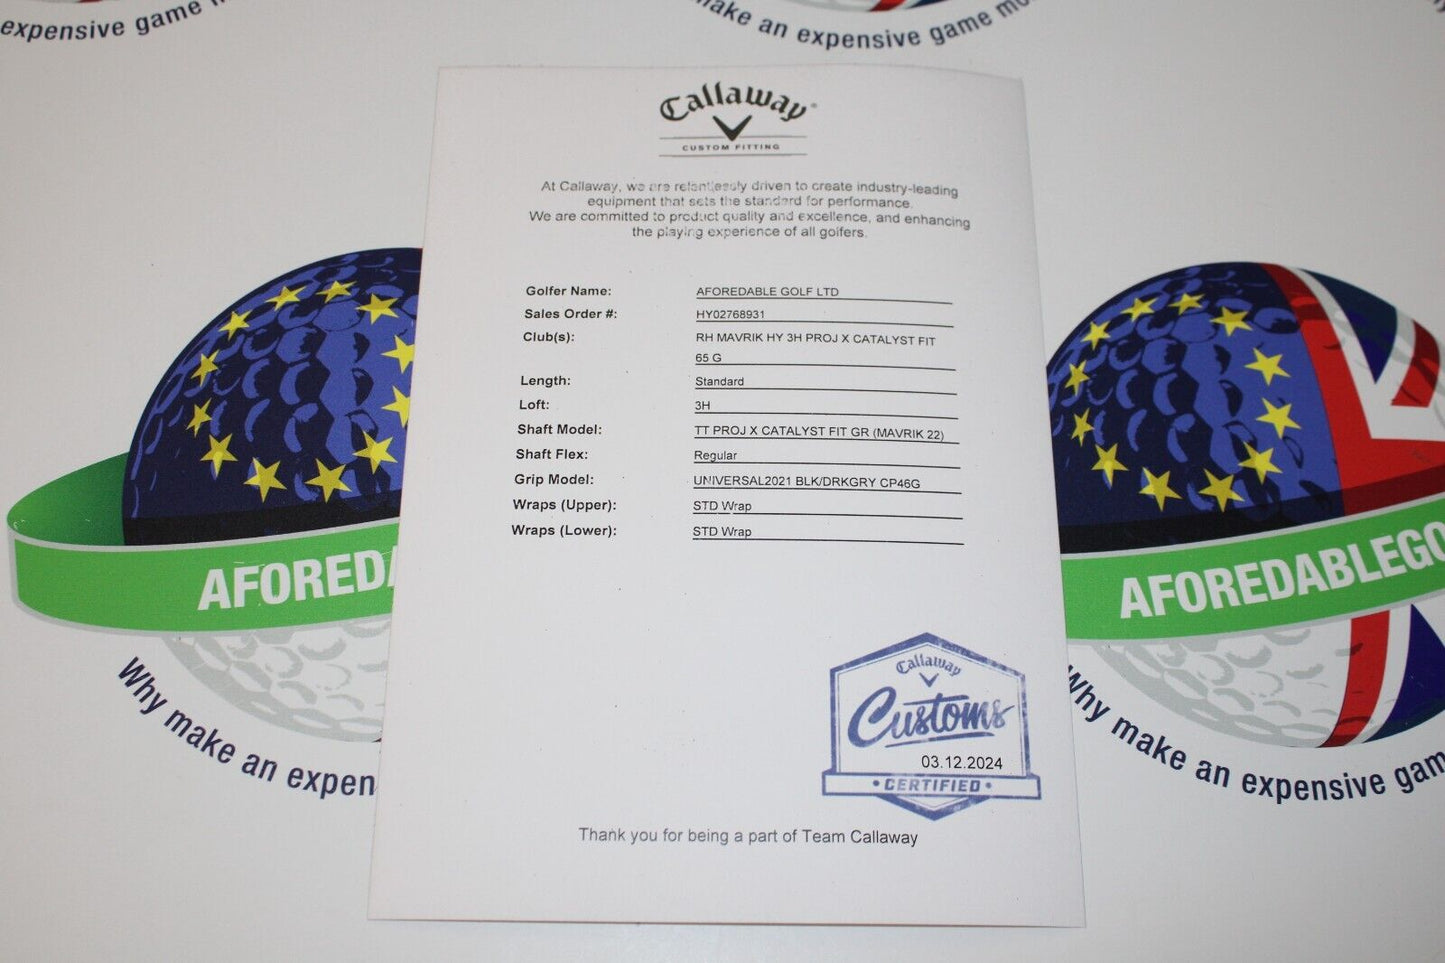 expensive game m
make an expensive game mo
Callaway
CUSTOM FITTING
At Callaway, we are relentlessly driven to create industry-leading
equipment that sets the standard for performance.
We are committed to product quality and excellence, and enhancing
the playing experience of all golfers.
Golfer Name: AFOREDABLE GOLF LTD
Sales Order #: HY02768931
Club(s): RH MAVRIK HY 3H PROJ X CATALYST FIT
65 G
Length: Standard
Loft: 3H
Shaft Model: TT PROJ X CATALYST FIT GR (MAVRIK 22)
Shaft Flex: Regular
Grip Model: UNIVERSAL2021 BLK/DRKGRY CP46G
Wraps (Upper): STD Wrap
Wraps (Lower): STD Wrap
AFOREDA
Why make an expen
AFOREDABLEGO
Why make an expensive gam
Callaway
Customs
03.12.2024
• CERTIFIED •
Thank you for being a part of Team Callaway